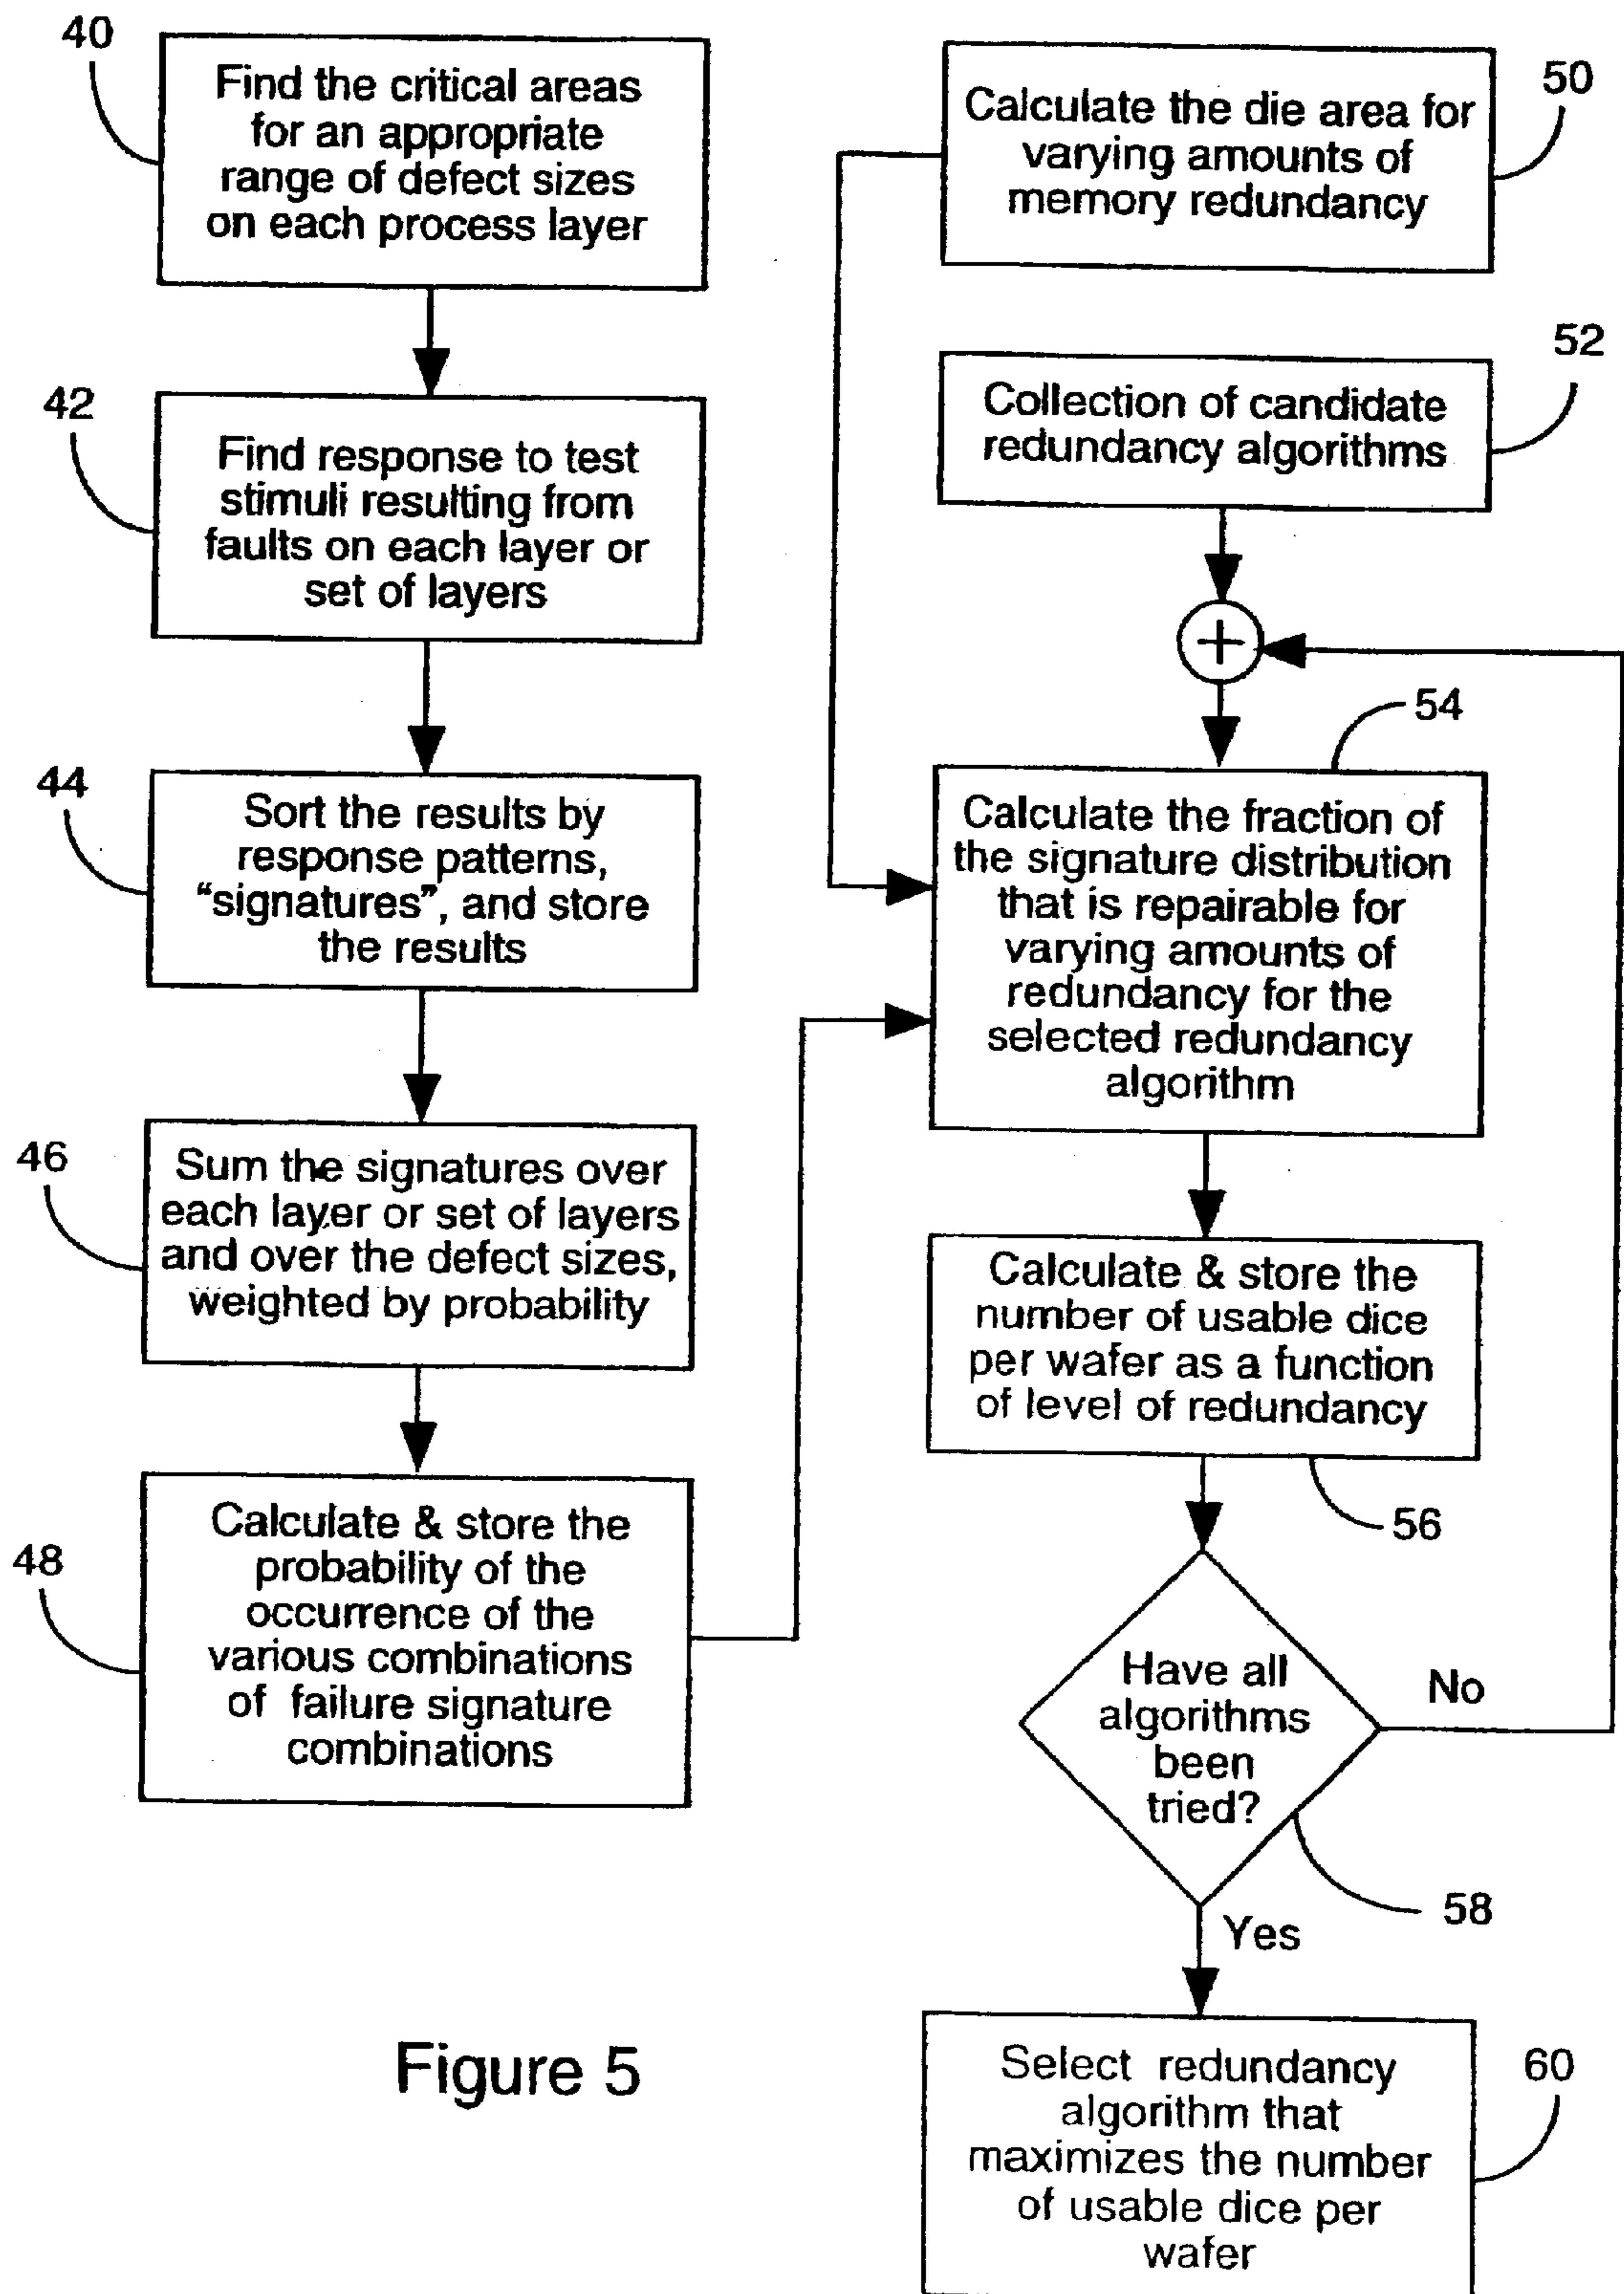 40
Find the critical areas
for an appropriate
range of defect sizes
on each process layer
42
Find response to test
stimuli resulting from
faults on each layer or
set of layers
44
Sort the results by
response patterns,
“signatures”, and store
the results
46
Sum the signatures over
each layer or set of layers
and over the defect sizes,
weighted by probability
48
Calculate & store the
probability of the
occurrence of the
various combinations
of failure signature
combinations
50
Calculate the die area for
varying amounts of
memory redundancy
52
Collection of candidate
redundancy algorithms
+
54
Calculate the fraction of
the signature distribution
that is repairable for
varying amounts of
redundancy for the
selected redundancy
algorithm
Calculate & store the
number of usable dice
per wafer as a function
of level of redundancy
56
Have all
algorithms
been
tried?
No
58
Yes
60
Select redundancy
algorithm that
maximizes the number
of usable dice per
wafer
Figure 5